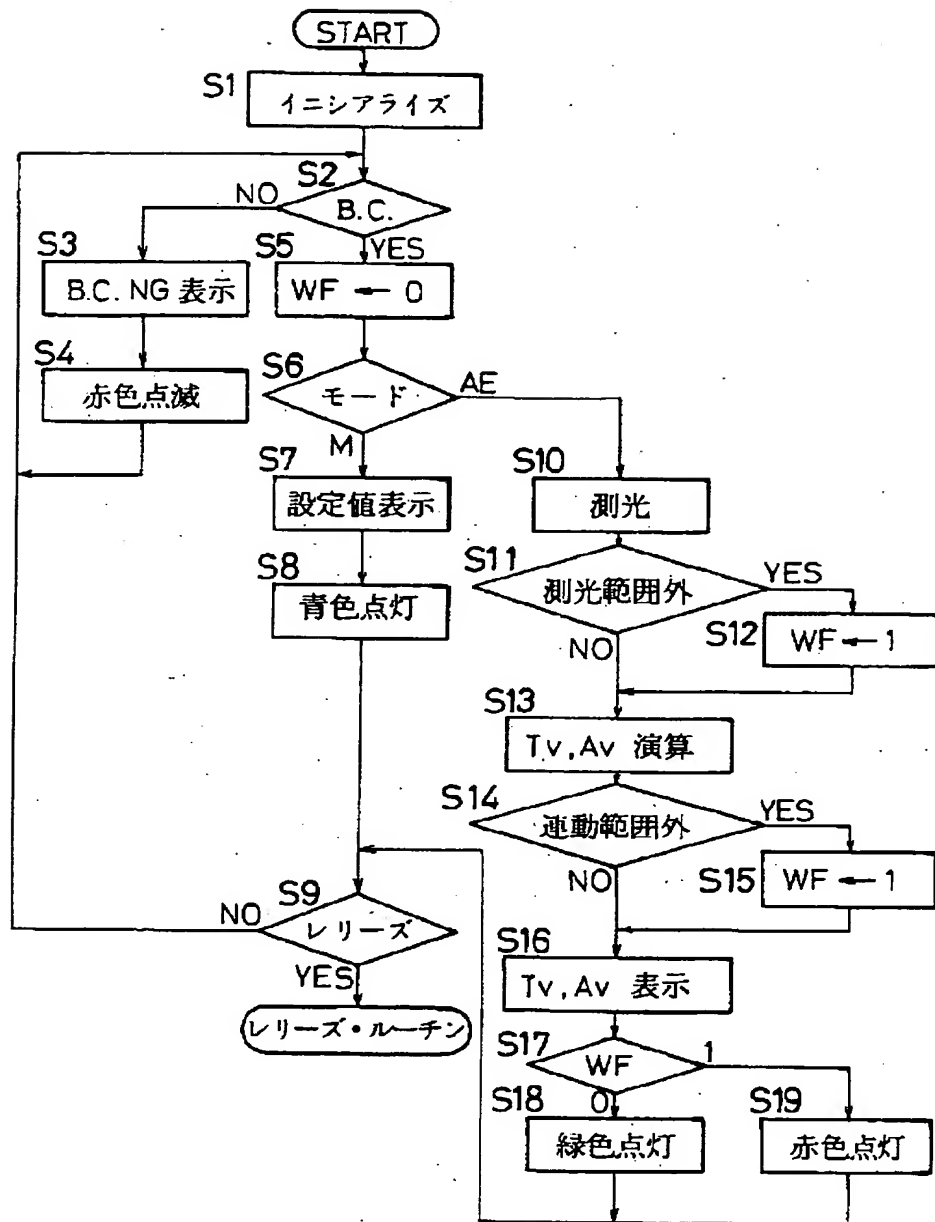 START
S1
イニシアライズ
S2
NO
B.C.
YES
S3
B.C. NG 表示
S4
赤色点滅
S5
WF ← 0
S6
モード
AE
M
S7
設定値表示
S8
青色点灯
S9
NO
レリーズ
YES
レリーズ・ルーチン
S10
測光
S11
測光範囲外
YES
NO
S12
WF ← 1
S13
Tv, Av 演算
S14
連動範囲外
YES
NO
S15
WF ← 1
S16
Tv, Av 表示
S17
WF
1
0
S18
緑色点灯
S19
赤色点灯